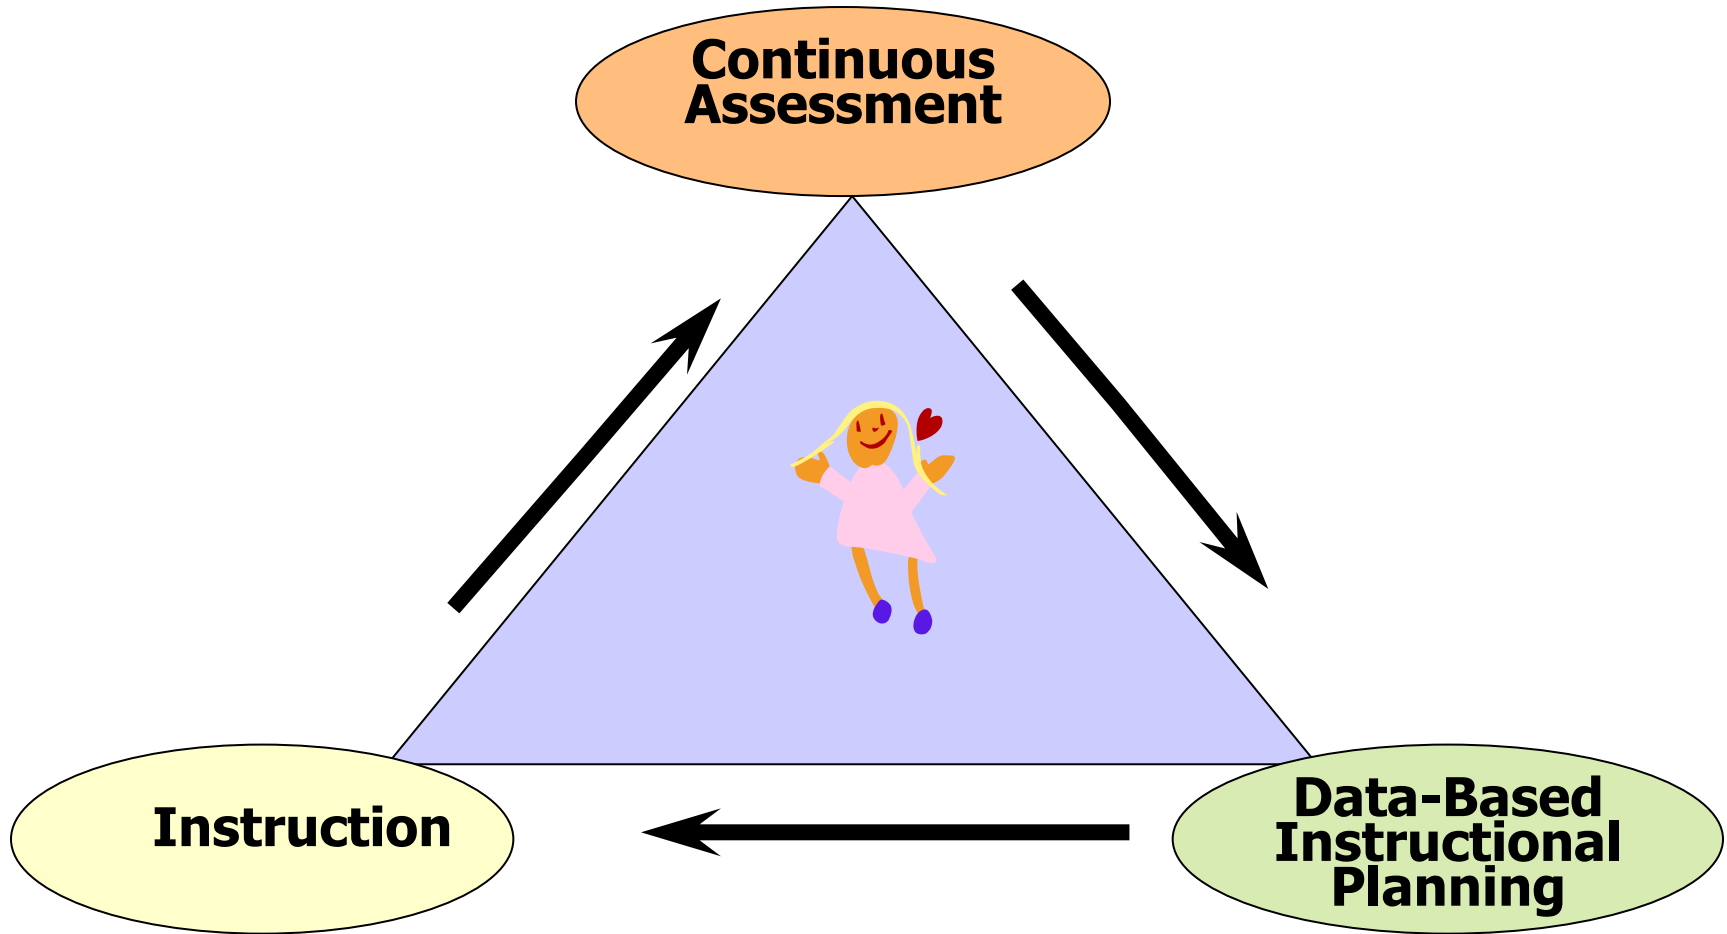 Continuous
Assessment
Instruction
Data-Based
Instructional
Planning